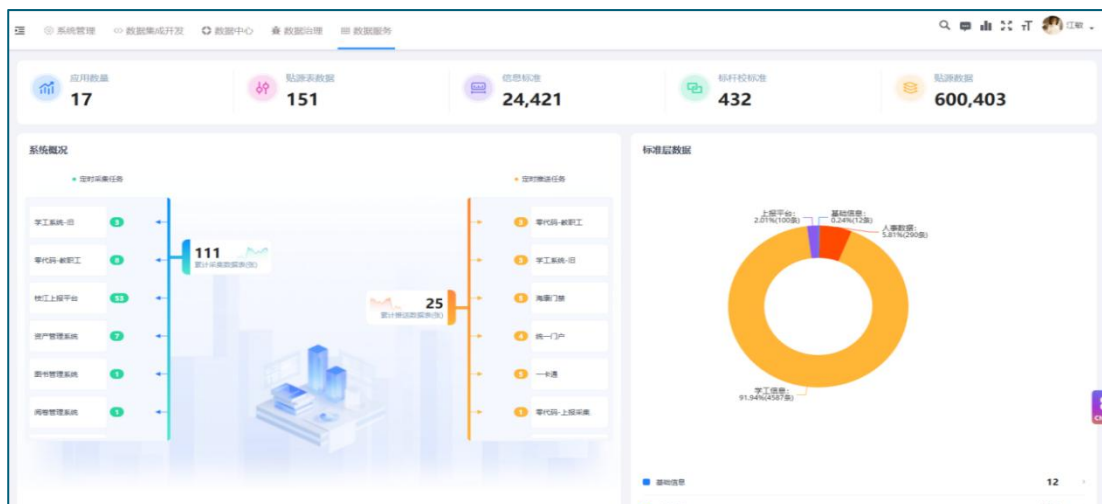 系统管理 数据集成开发 数据中心 数据治理 数据服务 江敏
应用数量
17
贴源表数据
151
信息标准
24,421
标杆校标准
432
贴源数据
600,403
系统概况
定时采集任务
定时推送任务
学工系统-旧
零代码-教职工
枝江上报平台 58
资产管理系统 7
图书管理系统 1
阅卷管理系统 1
111
累计采集数据表(张)
25
累计推送数据表(张)
零代码-教职工
学工系统-旧
海康门禁
4 统一门户
一卡通
1 零代码-上报采集
标准层数据
上报平台:
2.01%(100条)
基础信息:
0.24%(12条)
人事数据:
5.81%(290条)
学工信息:
91.94%(4587条)
基础信息 12